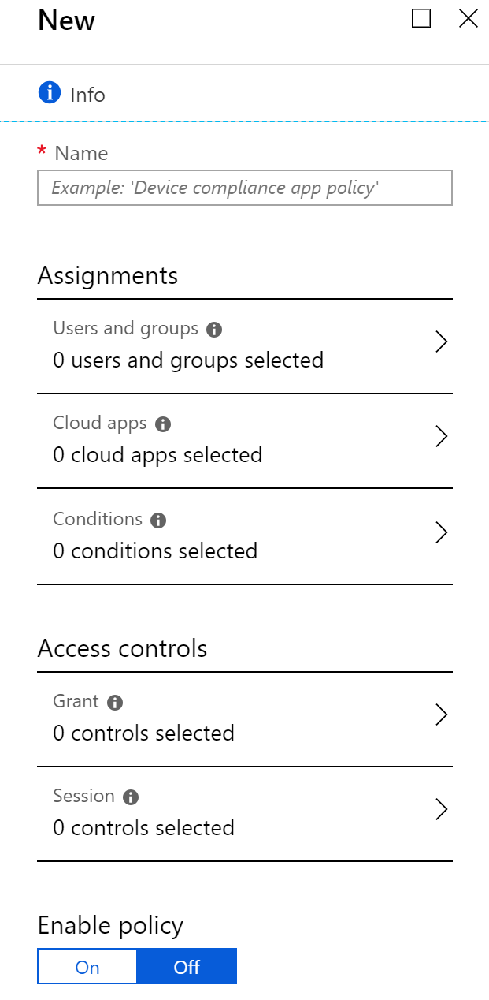 New
Info
* Name
Example: 'Device compliance app policy'
Assignments
Users and groups
0 users and groups selected
Cloud apps
0 cloud apps selected
Conditions
0 conditions selected
Access controls
Grant
0 controls selected
Session
0 controls selected
Enable policy
On Off